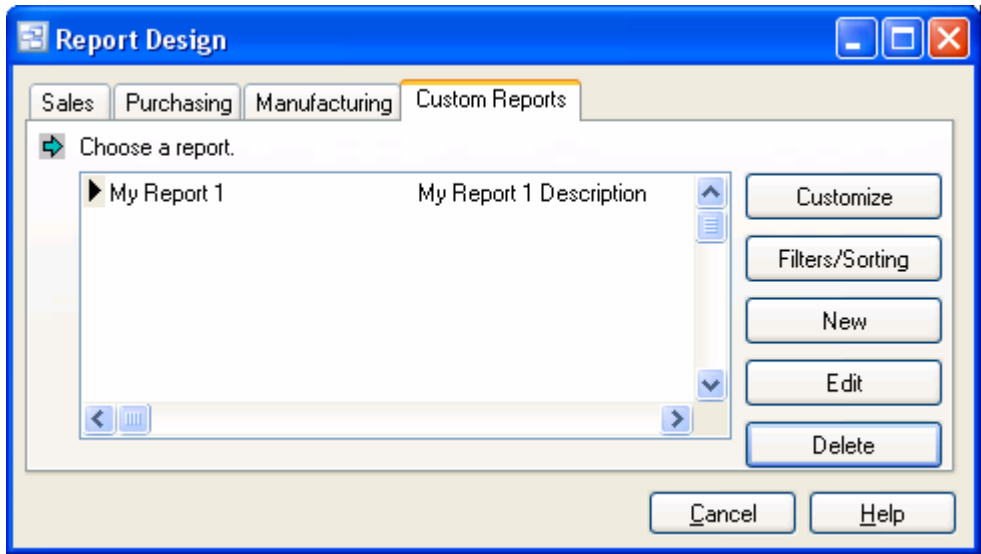 Report Design
Sales Purchasing Manufacturing Custom Reports
Choose a report.
My Report 1 My Report 1 Description
Customize
Filters/Sorting
New
Edit
Delete
Cancel Help